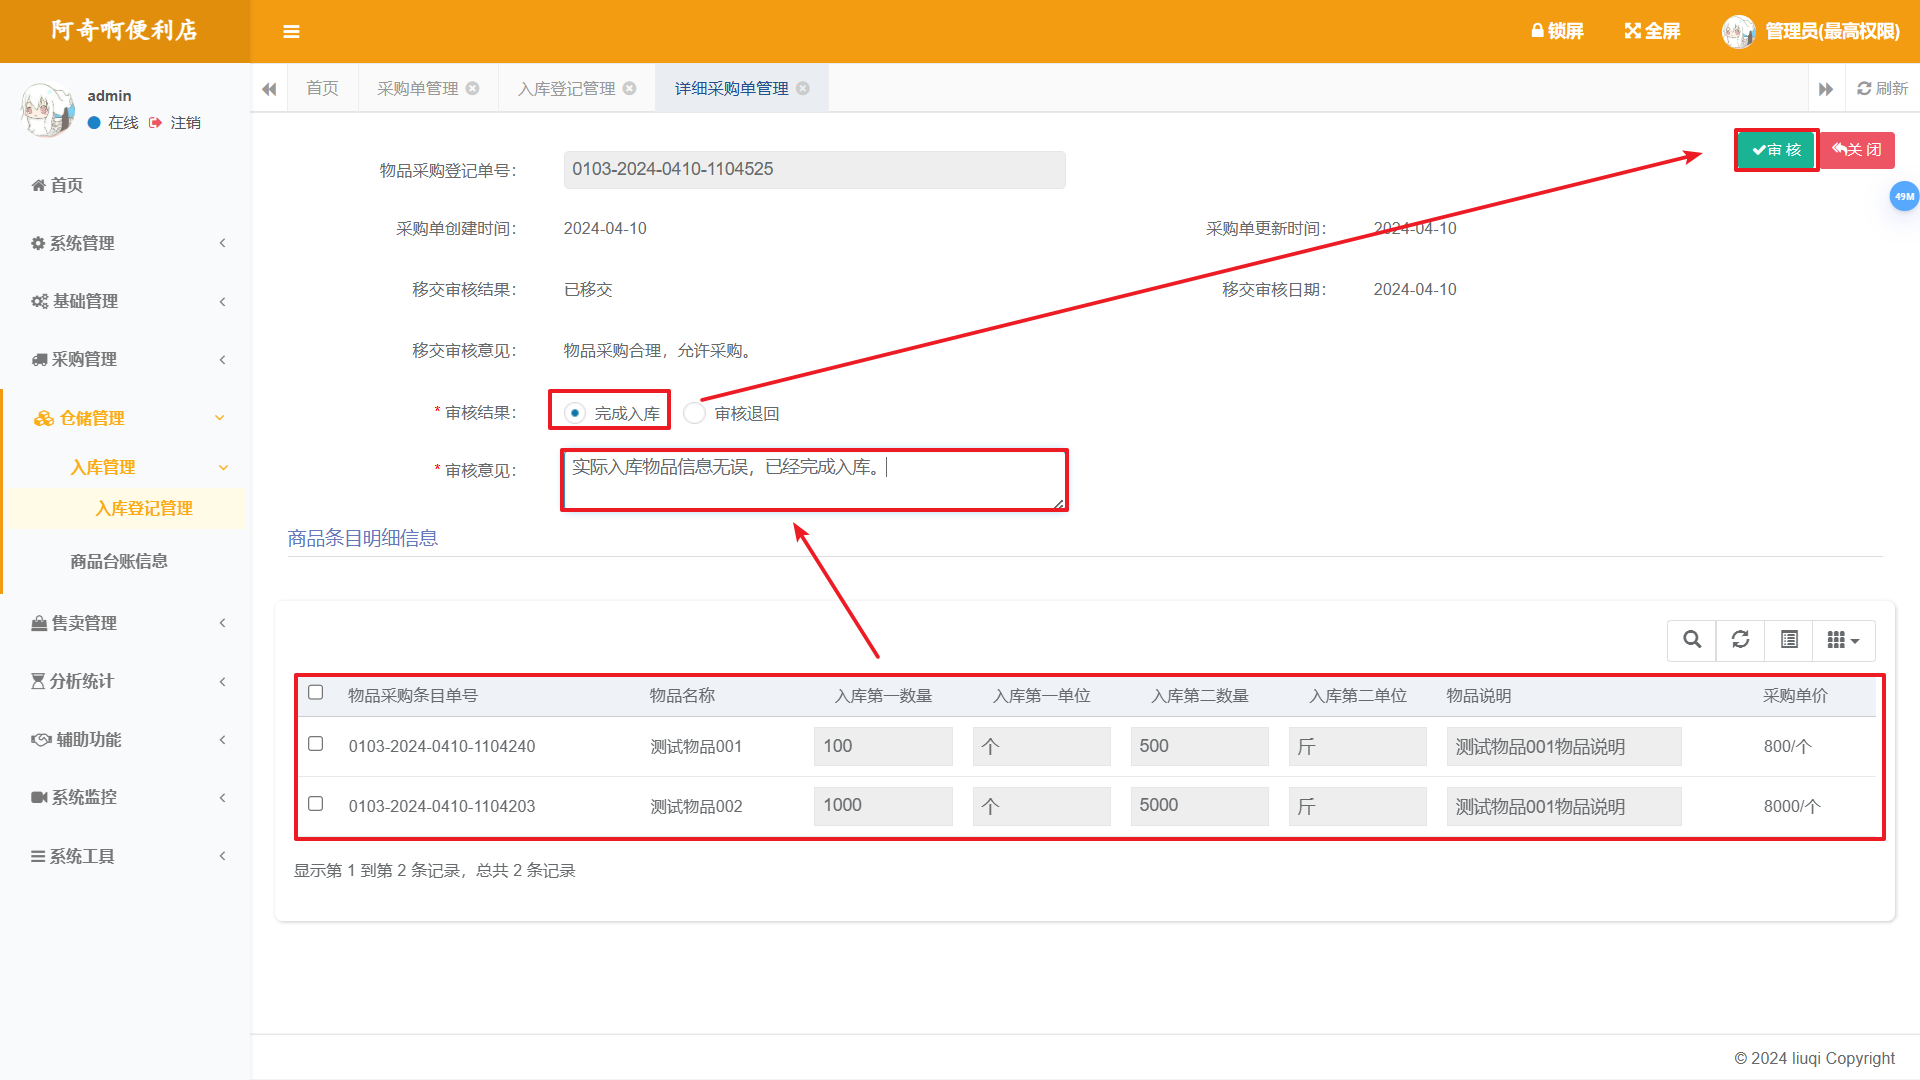 阿奇啊便利店
锁屏
全屏
管理员(最高权限)
admin
在线
注销
首页
采购单管理
入库登记管理
详细采购单管理
刷新
首页
系统管理
基础管理
采购管理
仓储管理
入库管理
入库登记管理
商品台账信息
售卖管理
分析统计
辅助功能
系统监控
系统工具
审 核
关 闭
49M
物品采购登记单号：
0103-2024-0410-1104525
采购单创建时间：
2024-04-10
采购单更新时间：
2024-04-10
移交审核结果：
已移交
移交审核日期：
2024-04-10
移交审核意见：
物品采购合理，允许采购。
* 审核结果：
完成入库
审核退回
* 审核意见：
实际入库物品信息无误，已经完成入库。
商品条目明细信息
物品采购条目单号 物品名称 入库第一数量 入库第一单位 入库第二数量 入库第二单位 物品说明 采购单价
0103-2024-0410-1104240 测试物品001 100 个 500 斤 测试物品001物品说明 800/个
0103-2024-0410-1104203 测试物品002 1000 个 5000 斤 测试物品001物品说明 8000/个
显示第 1 到第 2 条记录，总共 2 条记录
© 2024 liuqi Copyright